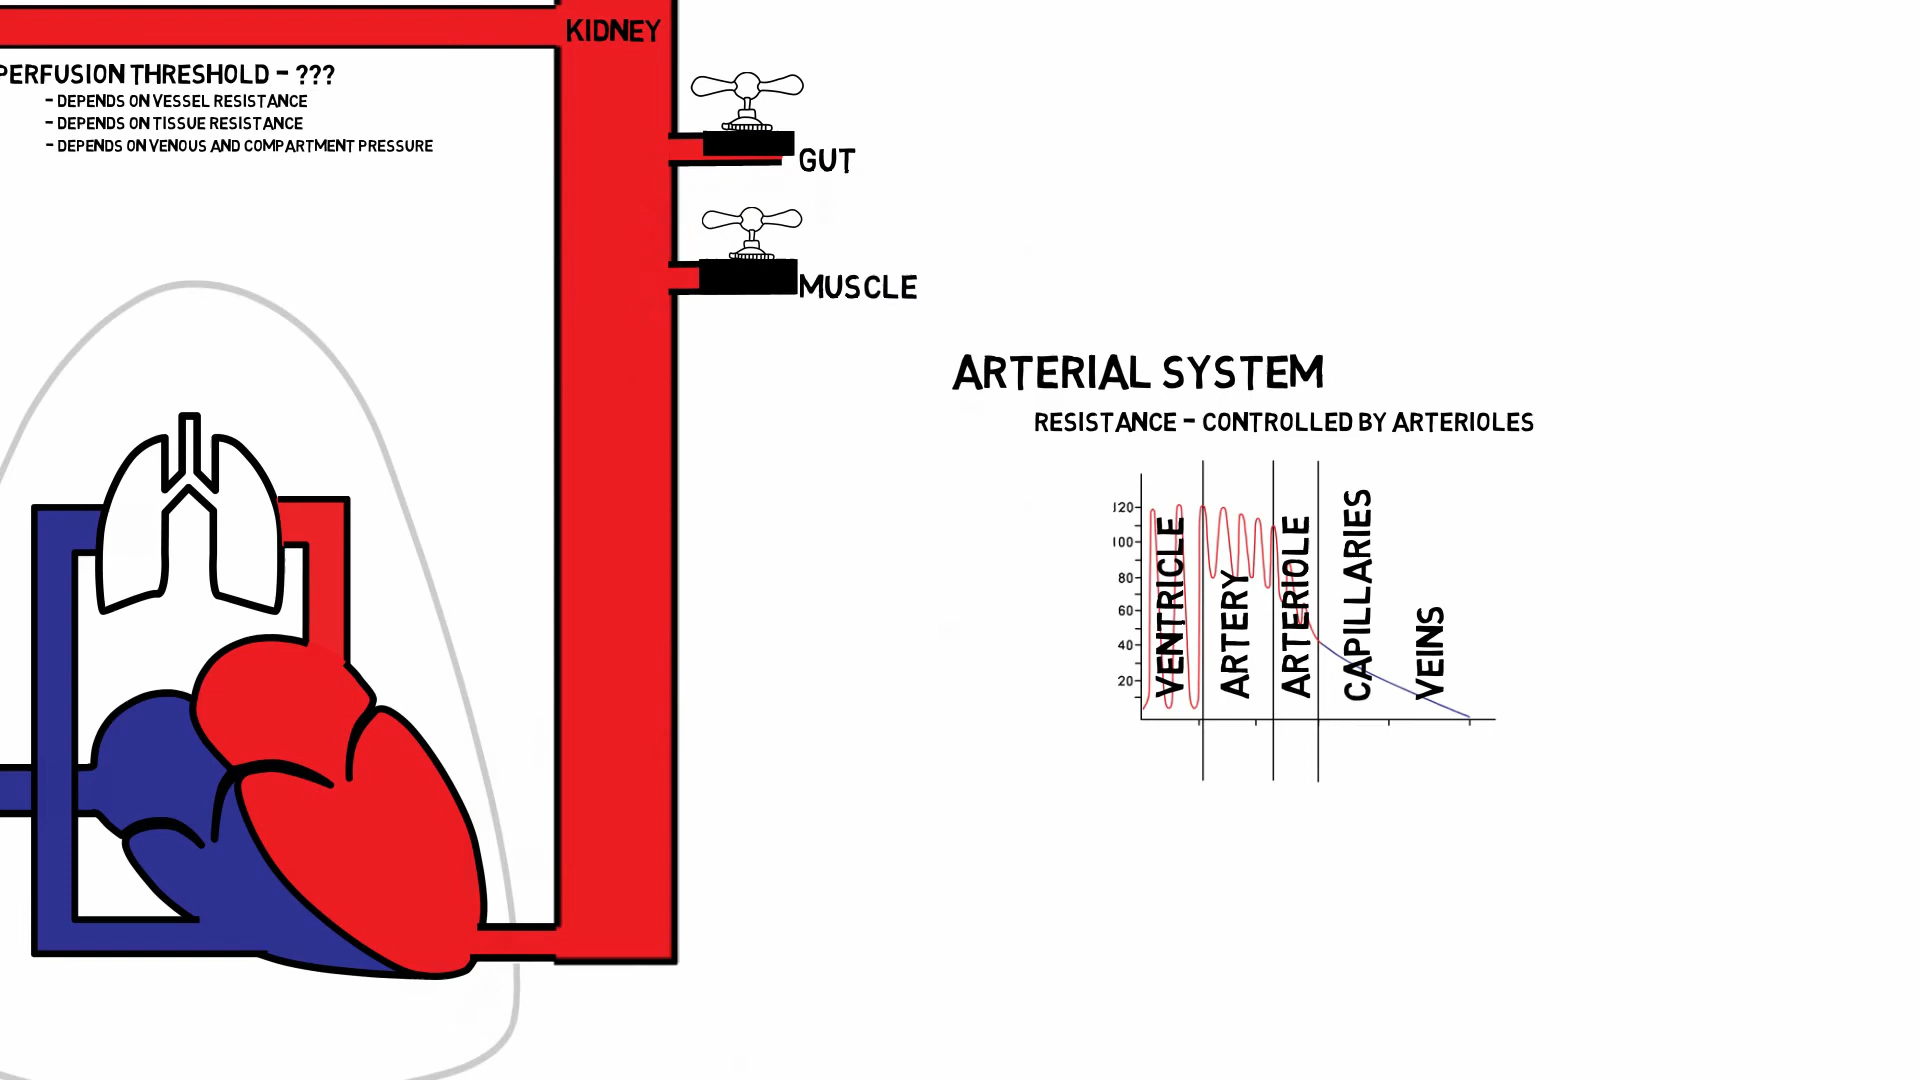 KIDNEY
PERFUSION THRESHOLD - ???
- DEPENDS ON VESSEL RESISTANCE
- DEPENDS ON TISSUE RESISTANCE
- DEPENDS ON VENOUS AND COMPARTMENT PRESSURE
GUT
MUSCLE
ARTERIAL SYSTEM
RESISTANCE - CONTROLLED BY ARTERIOLES
120
100
80
60
40
20
VENTRICLE
ARTERY
ARTERIOLE
CAPILLARIES
VEINS